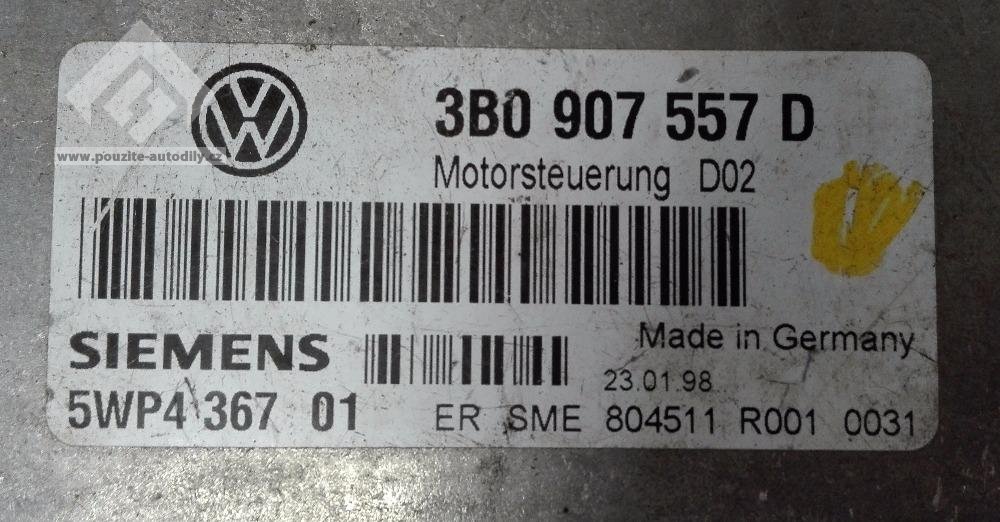 3B0 907 557 D
www.pouzite-autodily.cz
Motorsteuerung D02
SIEMENS
Made in Germany
23.01.98
5WP4 367 01
ER SME 804511 R001 0031